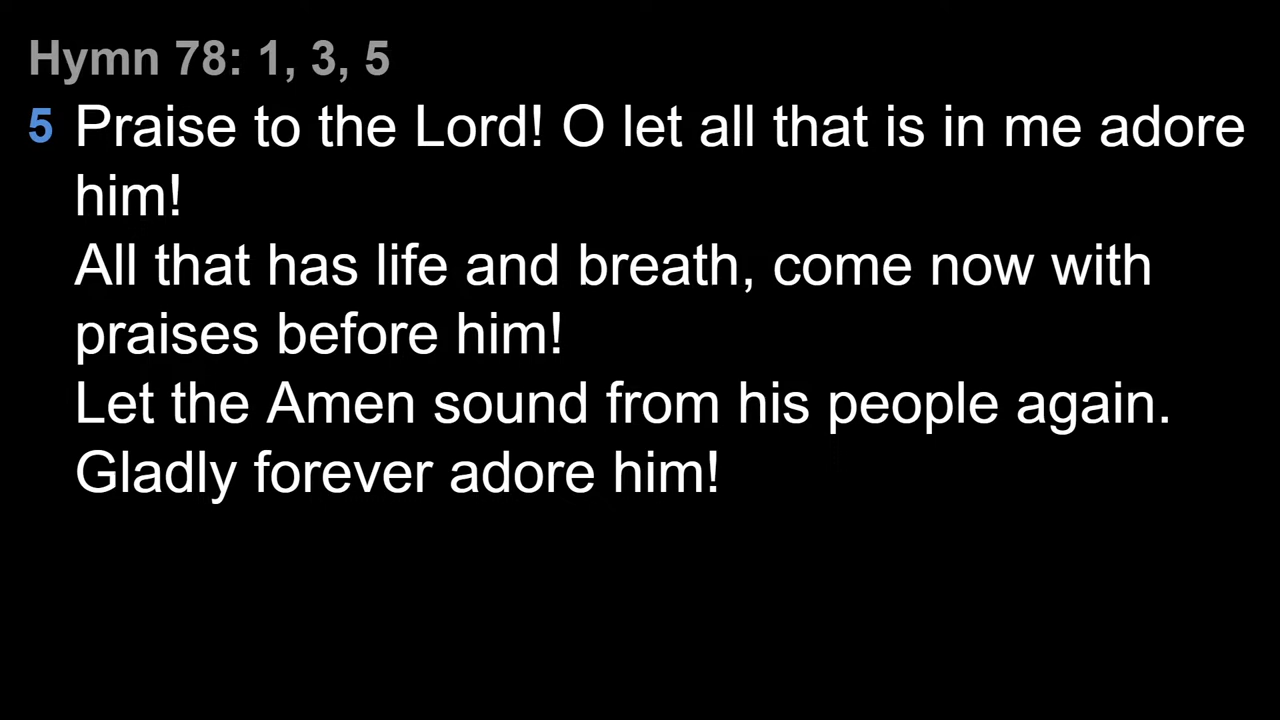 Hymn 78: 1, 3, 5
5 Praise to the Lord! O let all that is in me adore
him!
All that has life and breath, come now with
praises before him!
Let the Amen sound from his people again.
Gladly forever adore him!